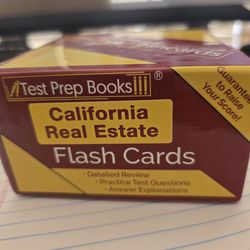 Flashcards
Test Prep Books
®
California
Real Estate
Flash Cards
• Detailed Review •
• Practice Test Questions
• Answer Explanations
Guaranteed
to Raise
Your Score!